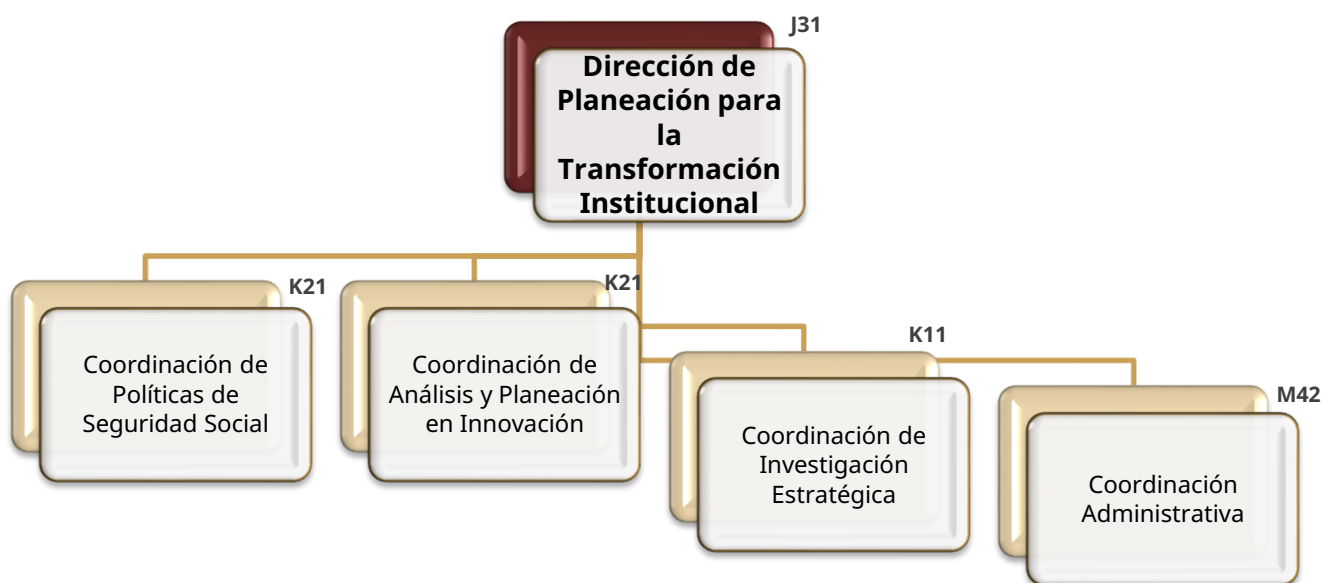 J31
Dirección de
Planeación para
la
Transformación
Institucional
K21
Coordinación de
Políticas de
Seguridad Social
K21
Coordinación de
Análisis y Planeación
en Innovación
K11
Coordinación de
Investigación
Estratégica
M42
Coordinación
Administrativa